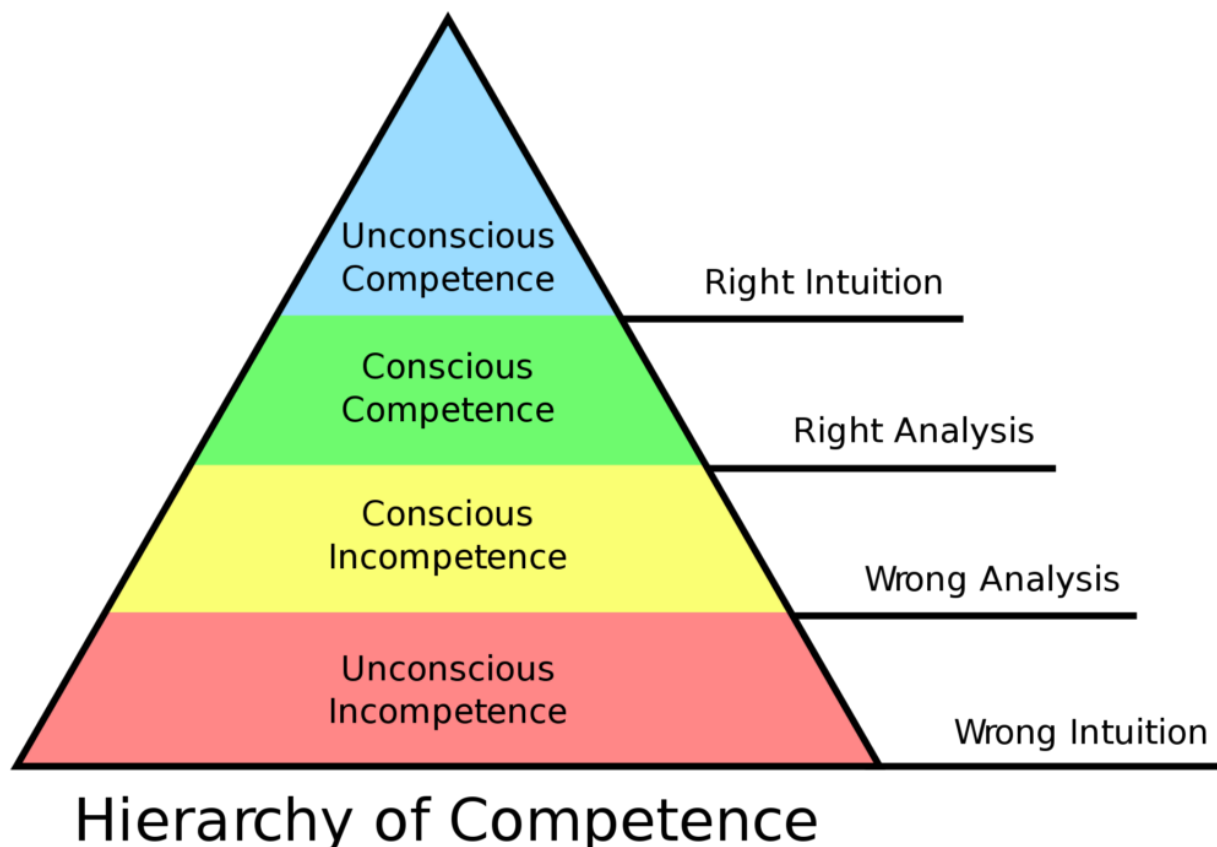 Unconscious
Competence
Right Intuition
Conscious
Competence
Right Analysis
Conscious
Incompetence
Wrong Analysis
Unconscious
Incompetence
Wrong Intuition
Hierarchy of Competence